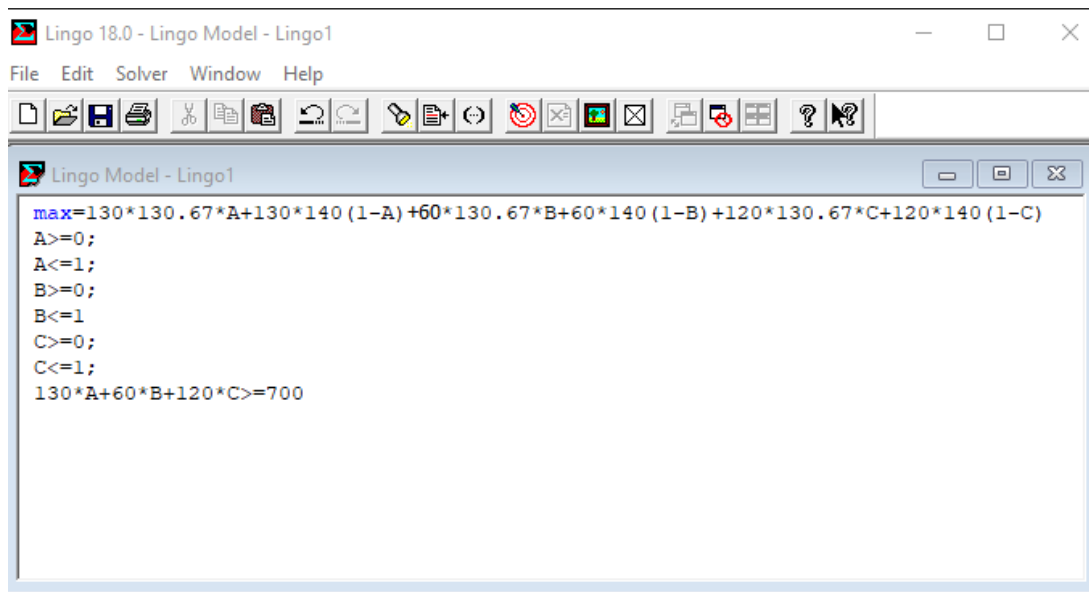 Lingo 18.0 - Lingo Model - Lingo1
File Edit Solver Window Help
Lingo Model - Lingo1
max=130*130.67*A+130*140(1-A)+60*130.67*B+60*140(1-B)+120*130.67*C+120*140(1-C)
A>=0;
A<=1;
B>=0;
B<=1
C>=0;
C<=1;
130*A+60*B+120*C>=700